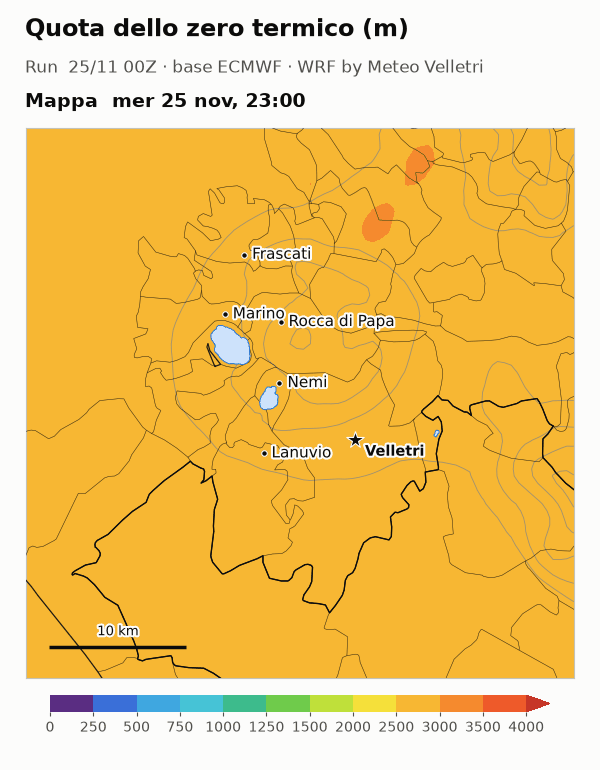 Quota dello zero termico (m)
Run  25/11 00Z · base ECMWF · WRF by Meteo Velletri
Mappa  mer 25 nov, 23:00
Frascati
Marino
Rocca di Papa
Nemi
Velletri
Lanuvio
10 km
0 250 500 750 1000 1250 1500 2000 2500 3000 3500 4000